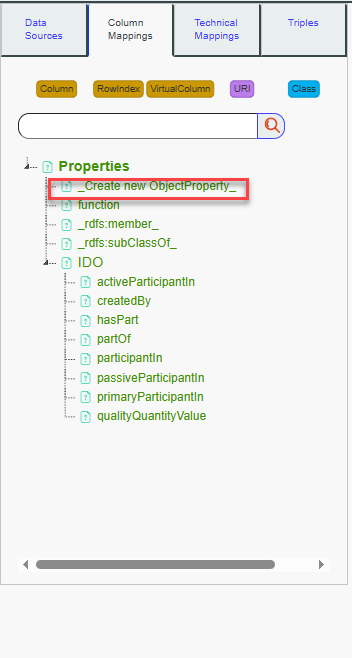 Data Sources
Column Mappings
Technical Mappings
Triples
Column
RowIndex
VirtualColumn
URI
Class
Properties
_Create new ObjectProperty_
function
_rdfs:member_
_rdfs:subClassOf_
IDO
activeParticipantIn
createdBy
hasPart
partOf
participantIn
passiveParticipantIn
primaryParticipantIn
qualityQuantityValue